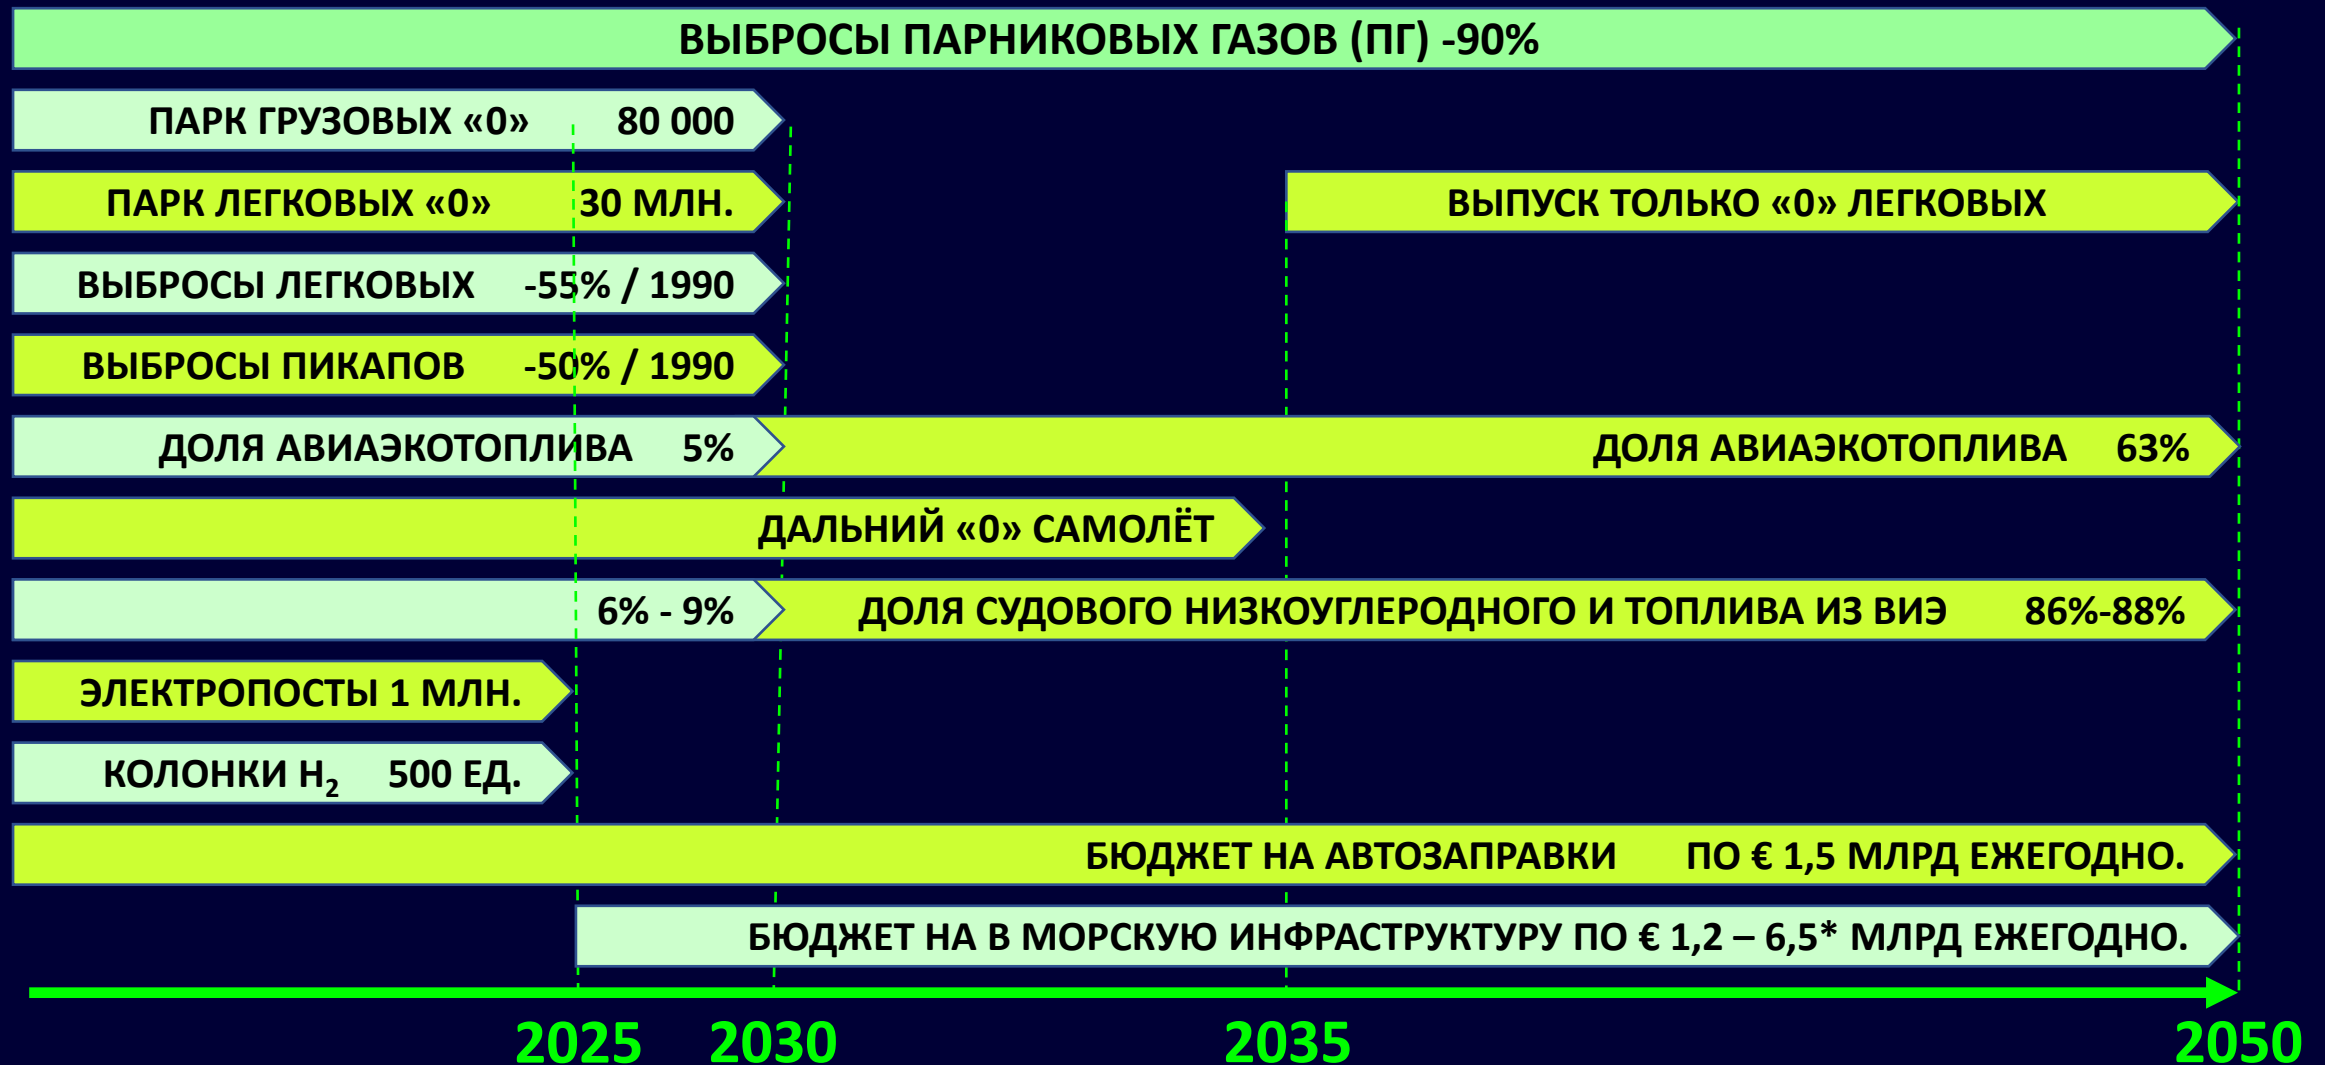 ВЫБРОСЫ ПАРНИКОВЫХ ГАЗОВ (ПГ) -90%
ПАРК ГРУЗОВЫХ «0» 80 000
ПАРК ЛЕГКОВЫХ «0» 30 МЛН.
ВЫПУСК ТОЛЬКО «0» ЛЕГКОВЫХ
ВЫБРОСЫ ЛЕГКОВЫХ -55% / 1990
ВЫБРОСЫ ПИКАПОВ -50% / 1990
ДОЛЯ АВИАЭКОТОПЛИВА 5%
ДОЛЯ АВИАЭКОТОПЛИВА 63%
ДАЛЬНИЙ «0» САМОЛЁТ
6% - 9%
ДОЛЯ СУДОВОГО НИЗКОУГЛЕРОДНОГО И ТОПЛИВА ИЗ ВИЭ 86%-88%
ЭЛЕКТРОПОСТЫ 1 МЛН.
КОЛОНКИ H₂ 500 ЕД.
БЮДЖЕТ НА АВТОЗАПРАВКИ ПО € 1,5 МЛРД ЕЖЕГОДНО.
БЮДЖЕТ НА В МОРСКУЮ ИНФРАСТРУКТУРУ ПО € 1,2 – 6,5* МЛРД ЕЖЕГОДНО.
2025 2030 2035 2050